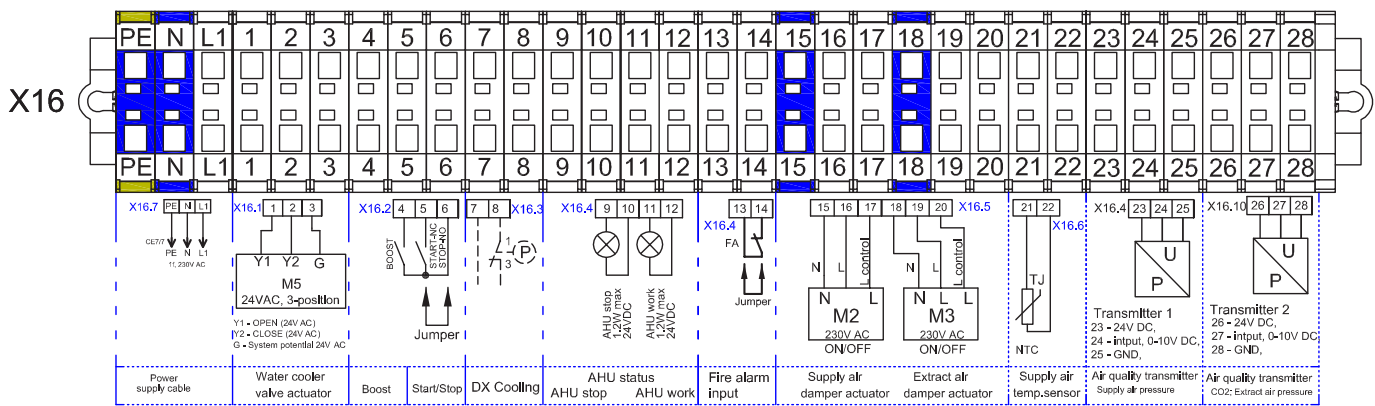 PE N L1 1 2 3 4 5 6 7 8 9 10 11 12 13 14 15 16 17 18 19 20 21 22 23 24 25 26 27 28
X16
PE N L1 1 2 3 4 5 6 7 8 9 10 11 12 13 14 15 16 17 18 19 20 21 22 23 24 25 26 27 28
X16.7 PE N L1
CE7/7
PE N L1
11, 230V AC
X16.1 1 2 3
Y1 Y2 G
M5
24VAC, 3-position
Y1 - OPEN (24V AC)
Y2 - CLOSE (24V AC)
G - System potential 24V AC
X16.2 4 5 6
BOOST
START-NC
STOP-NO
Jumper
7 8 X16.3
1
3
P
X16.4 9 10 11 12
AHU stop
1.2W max
24VDC
AHU work
1.2W max
24VDC
13 14
X16.4
FA
Jumper
15 16 17 18 19 20 X16.5
N L L control
N L
M2
230V AC
ON/OFF
N L L control
N L L
M3
230V AC
ON/OFF
21 22
X16.6
TJ
NTC
X16.4 23 24 25
U
P
Transmitter 1
23 - 24V DC,
24 - intput, 0-10V DC,
25 - GND,
X16.10 26 27 28
U
P
Transmitter 2
26 - 24V DC,
27 - intput, 0-10V DC,
28 - GND,
Power
supply cable
Water cooler
valve actuator
Boost
Start/Stop
DX Cooling
AHU status
AHU stop AHU work
Fire alarm
input
Supply air
damper actuator
Extract air
damper actuator
Supply air
temp.sensor
Air quality transmitter
Supply air pressure
Air quality transmitter
CO2; Extract air pressure